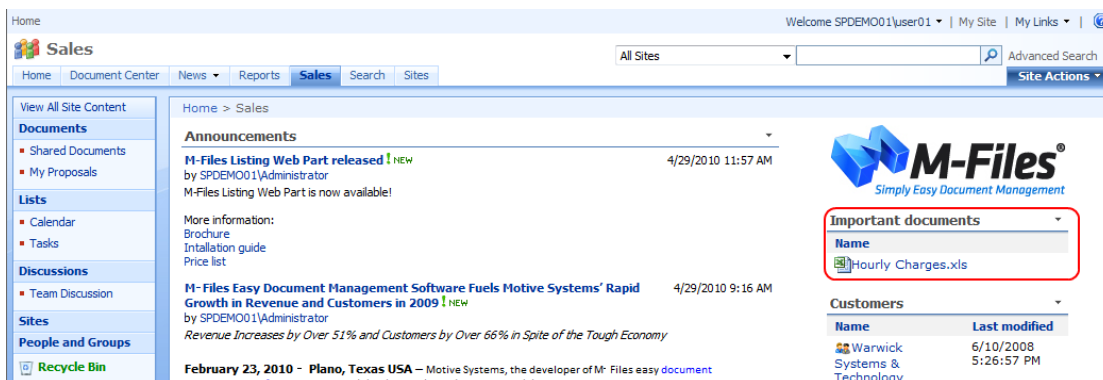 Home
Welcome SPDEMO01\user01 | My Site | My Links |
Sales
All Sites
Advanced Search
Home Document Center News Reports Sales Search Sites
Site Actions
View All Site Content
Documents
Shared Documents
My Proposals
Lists
Calendar
Tasks
Discussions
Team Discussion
Sites
People and Groups
Recycle Bin
Home > Sales
Announcements
M-Files Listing Web Part released ! NEW
4/29/2010 11:57 AM
by SPDEMO01\Administrator
M-Files Listing Web Part is now available!
More information:
Brochure
Intallation guide
Price list
M-Files Easy Document Management Software Fuels Motive Systems' Rapid
4/29/2010 9:16 AM
Growth in Revenue and Customers in 2009 ! NEW
by SPDEMO01\Administrator
Revenue Increases by Over 51% and Customers by Over 66% in Spite of the Tough Economy
February 23, 2010 - Plano, Texas USA – Motive Systems, the developer of M-Files easy document
M-Files®
Simply Easy Document Management
Important documents
Name
Hourly Charges.xls
Customers
Name Last modified
Warwick 6/10/2008
Systems & 5:26:57 PM
Technology